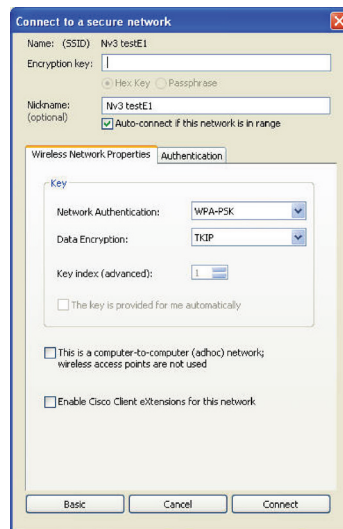 Connect to a secure network
Name: (SSID) Nv3 testE1
Encryption key:
Hex Key Passphrase
Nickname: Nv3 testE1
(optional)
Auto-connect if this network is in range
Wireless Network Properties Authentication
Key
Network Authentication: WPA-PSK
Data Encryption: TKIP
Key index (advanced): 1
The key is provided for me automatically
This is a computer-to-computer (adhoc) network;
wireless access points are not used
Enable Cisco Client eXtensions for this network
Basic Cancel Connect